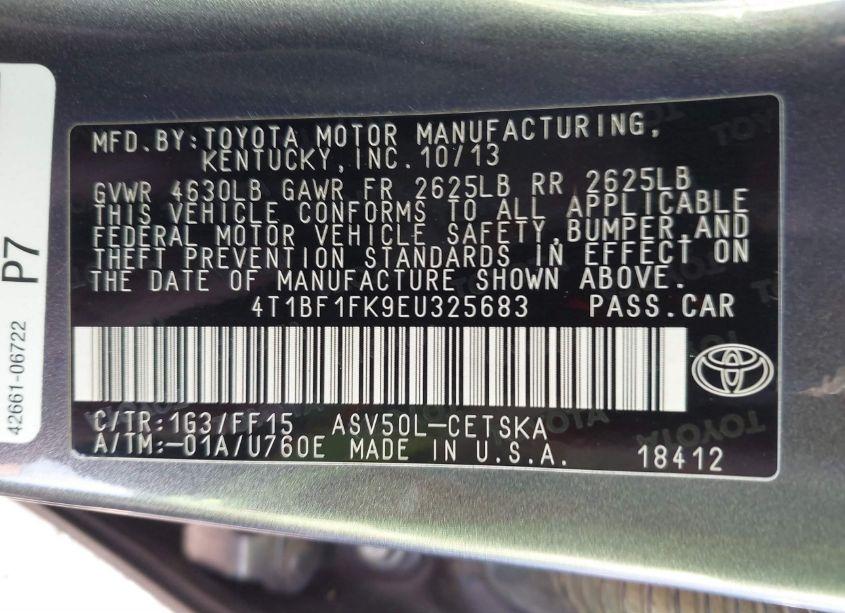 MFD.BY:TOYOTA MOTOR MANUFACTURING,
KENTUCKY,INC.10/13
GVWR 4630LB GAWR FR 2625LB RR 2625LB
THIS VEHICLE CONFORMS TO ALL APPLICABLE
FEDERAL MOTOR VEHICLE SAFETY,BUMPER,AND
THEFT PREVENTION STANDARDS IN EFFECT ON
THE DATE OF MANUFACTURE SHOWN ABOVE.
4T1BF1FK9EU325683 PASS.CAR
C/TR:1G3/FF15 ASV50L-CETSKA
A/TM:-01A/U760E MADE IN U.S.A. 18412
P7
42661-06722
TOYOTA